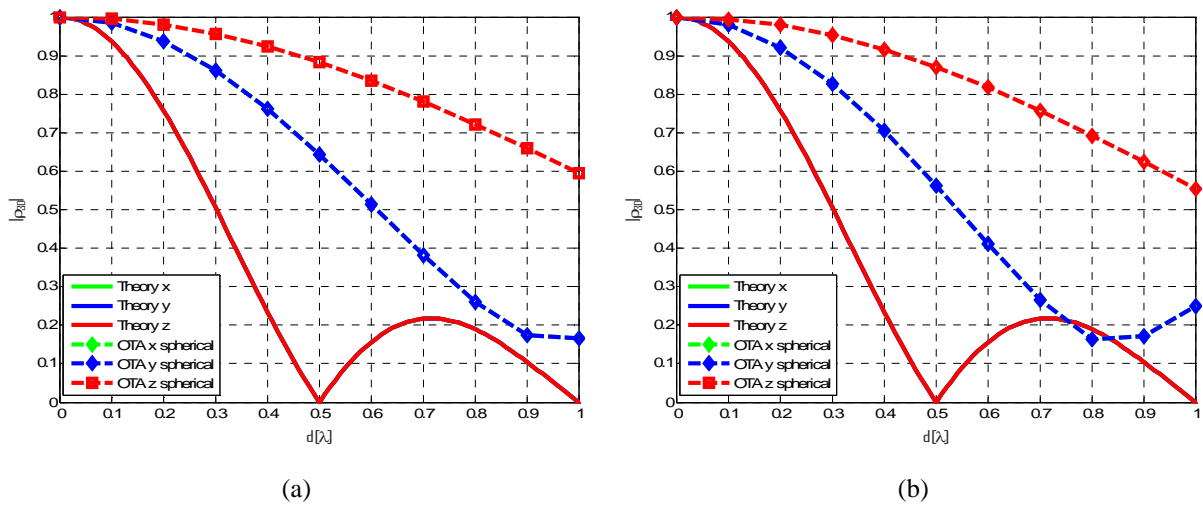 1
0.9
0.8
0.7
0.6
0.5
0.4
0.3
0.2
0.1
0
|ρ3D|
Theory x
Theory y
Theory z
OTA x spherical
OTA y spherical
OTA z spherical
0 0.1 0.2 0.3 0.4 0.5 0.6 0.7 0.8 0.9 1
d [λ]
(a)
1
0.9
0.8
0.7
0.6
0.5
0.4
0.3
0.2
0.1
0
|ρ3D|
Theory x
Theory y
Theory z
OTA x spherical
OTA y spherical
OTA z spherical
0 0.1 0.2 0.3 0.4 0.5 0.6 0.7 0.8 0.9 1
d [λ]
(b)